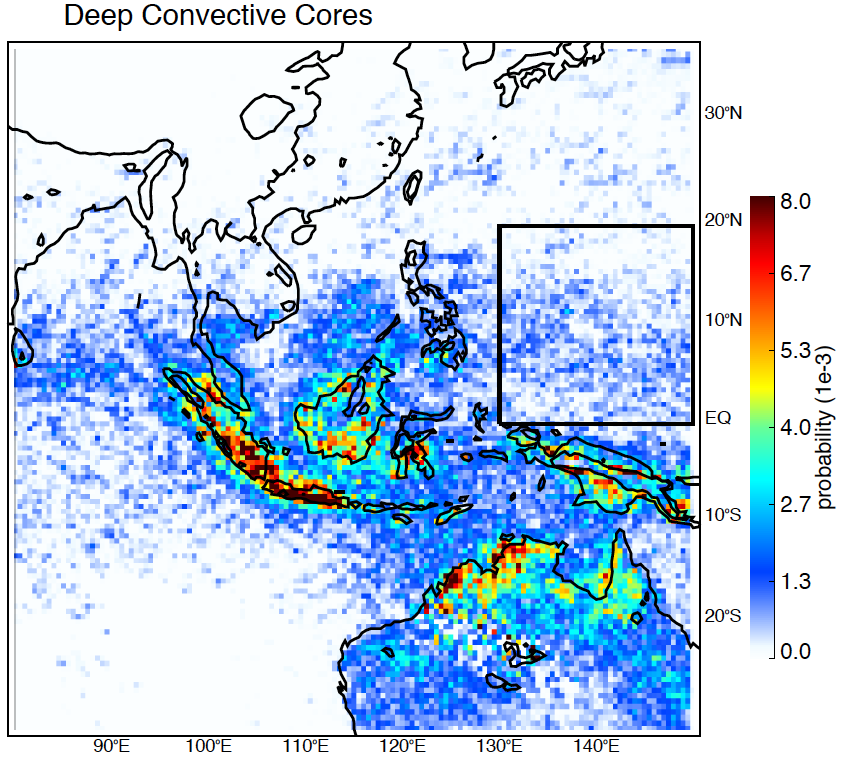 Deep Convective Cores
30°N
20°N
10°N
EQ
10°S
20°S
90°E 100°E 110°E 120°E 130°E 140°E
8.0
6.7
5.3
4.0
2.7
1.3
0.0
probability (1e-3)